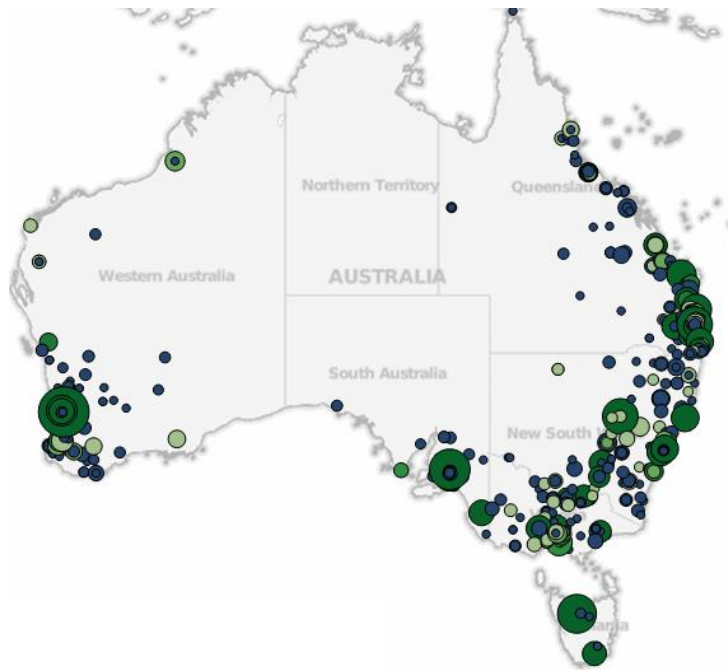 Northern Territory
Queensland
Western Australia
AUSTRALIA
South Australia
New South W